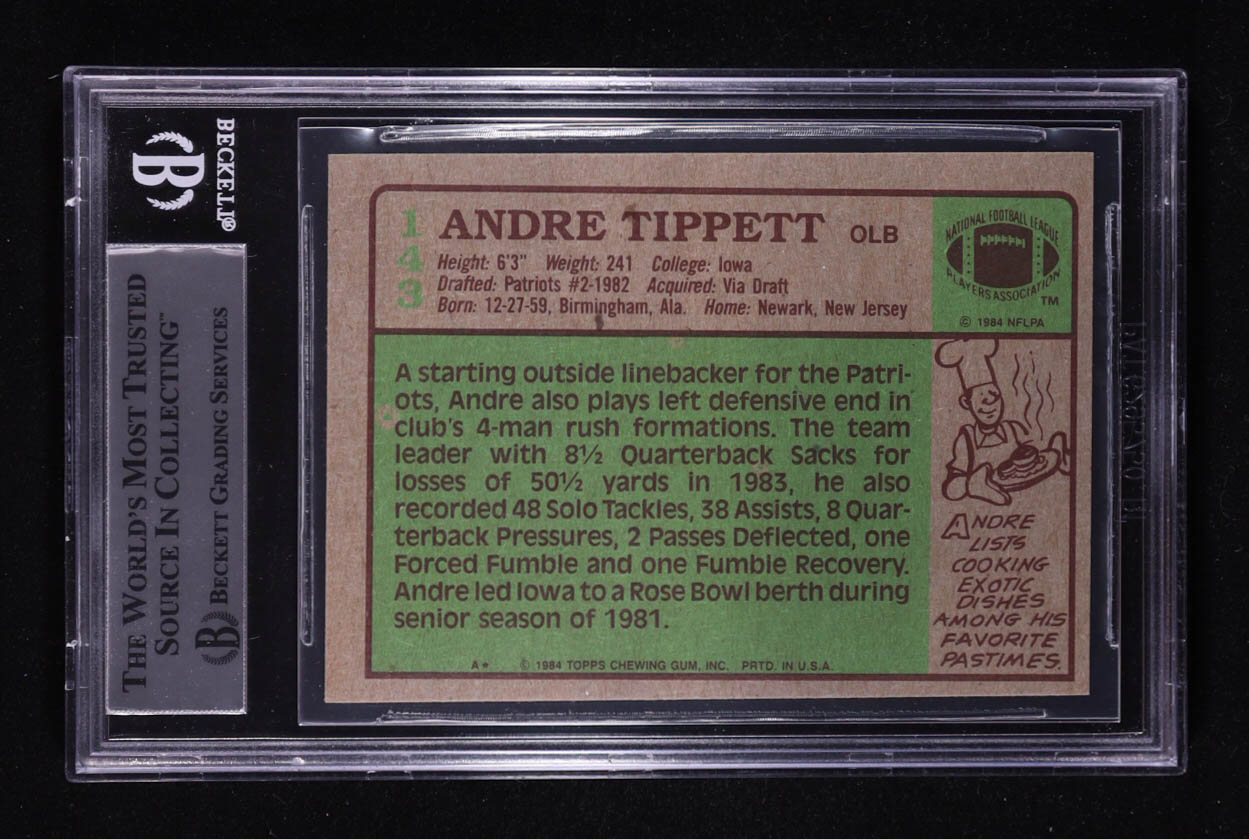 BECKETT®
B
THE WORLD'S MOST TRUSTED
SOURCE IN COLLECTING™
B BECKETT GRADING SERVICES
143
ANDRE TIPPETT OLB
Height: 6'3" Weight: 241 College: Iowa
Drafted: Patriots #2-1982 Acquired: Via Draft
Born: 12-27-59, Birmingham, Ala. Home: Newark, New Jersey
NATIONAL FOOTBALL LEAGUE
PLAYERS ASSOCIATION
TM
© 1984 NFLPA
A starting outside linebacker for the Patri-
ots, Andre also plays left defensive end in
club's 4-man rush formations. The team
leader with 8½ Quarterback Sacks for
losses of 50½ yards in 1983, he also
recorded 48 Solo Tackles, 38 Assists, 8 Quar-
terback Pressures, 2 Passes Deflected, one
Forced Fumble and one Fumble Recovery.
Andre led Iowa to a Rose Bowl berth during
senior season of 1981.
A* © 1984 TOPPS CHEWING GUM, INC. PRTD. IN U.S.A.
ANDRE
LISTS
COOKING
EXOTIC
DISHES
AMONG HIS
FAVORITE
PASTIMES.